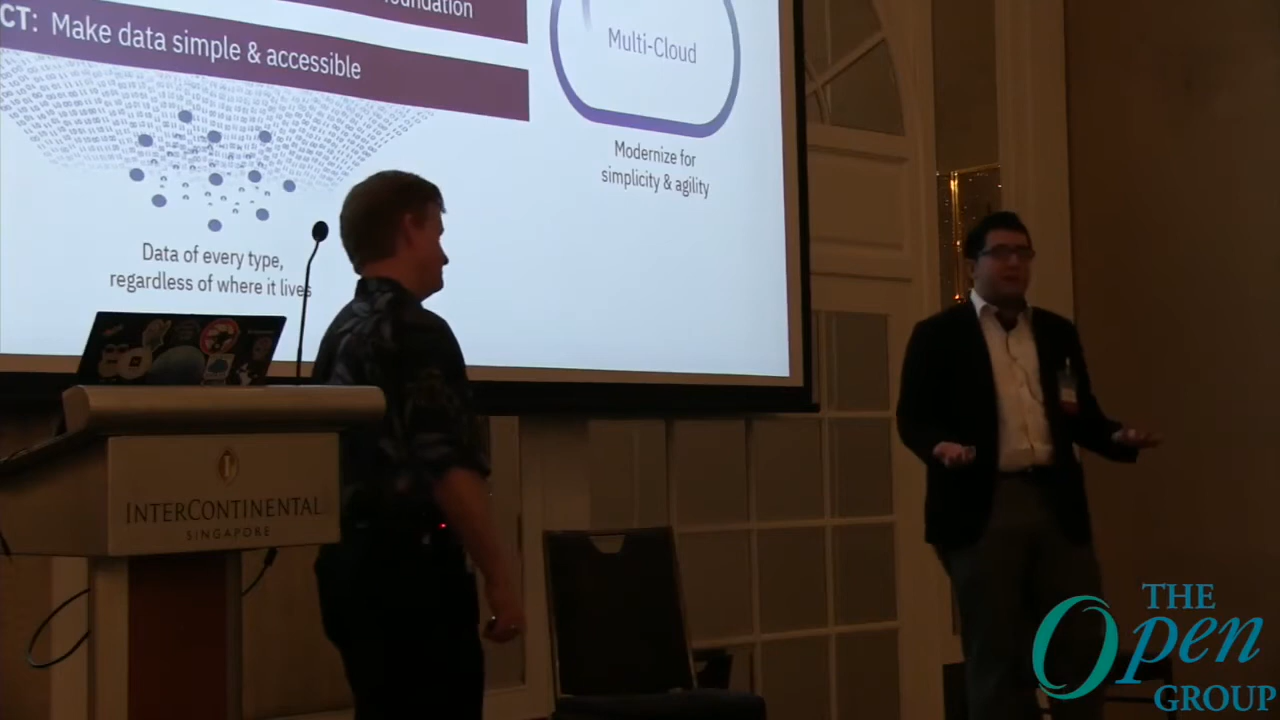 oundation
CT: Make data simple & accessible
Multi-Cloud
Modernize for
simplicity & agility
Data of every type,
regardless of where it lives
INTERCONTINENTAL
SINGAPORE
THE
Open
GROUP